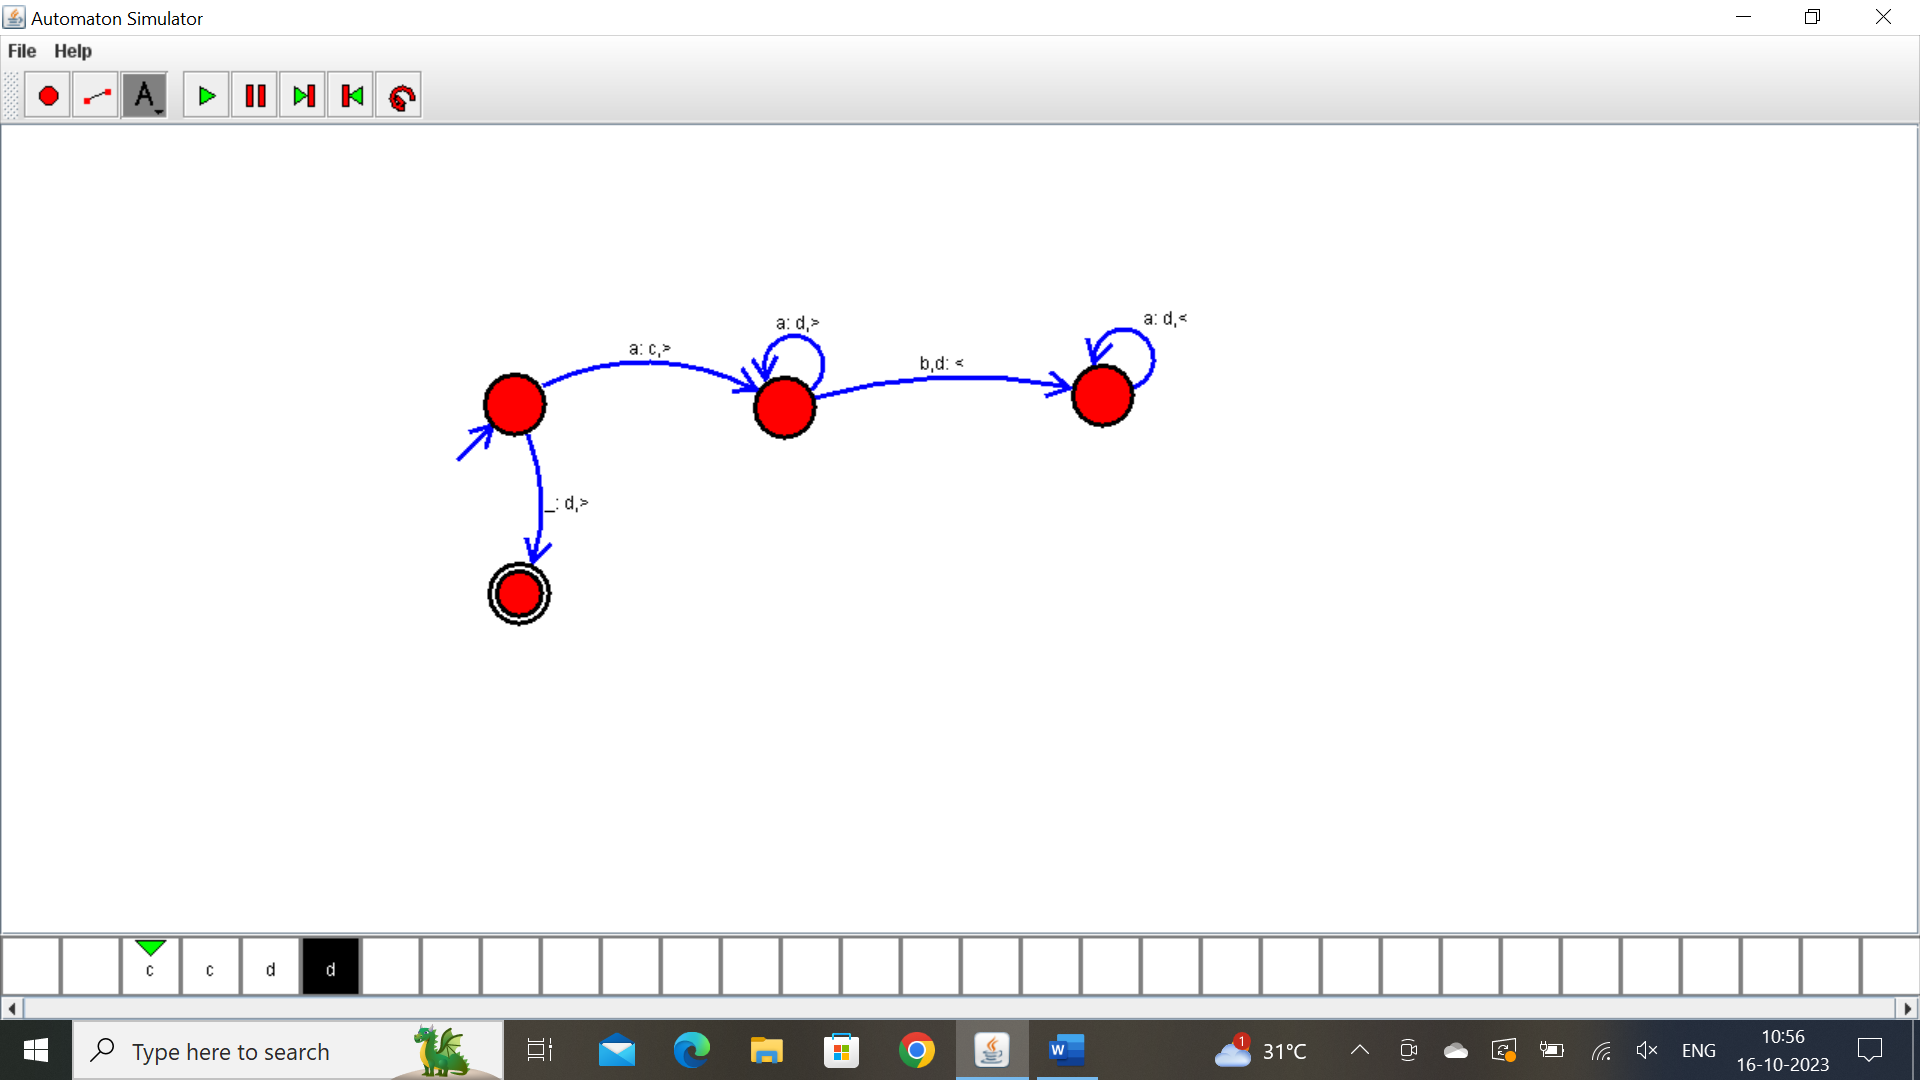 Automaton Simulator
File Help
A
a: d,>
a: d,<
a: c,>
b,d: <
_: d,>
c c d d
Type here to search
W
1
31°C
ENG
10:56
16-10-2023